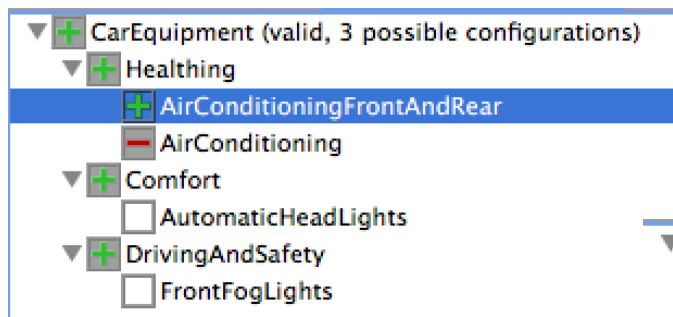 CarEquipment (valid, 3 possible configurations)
Healthing
AirConditioningFrontAndRear
AirConditioning
Comfort
AutomaticHeadLights
DrivingAndSafety
FrontFogLights